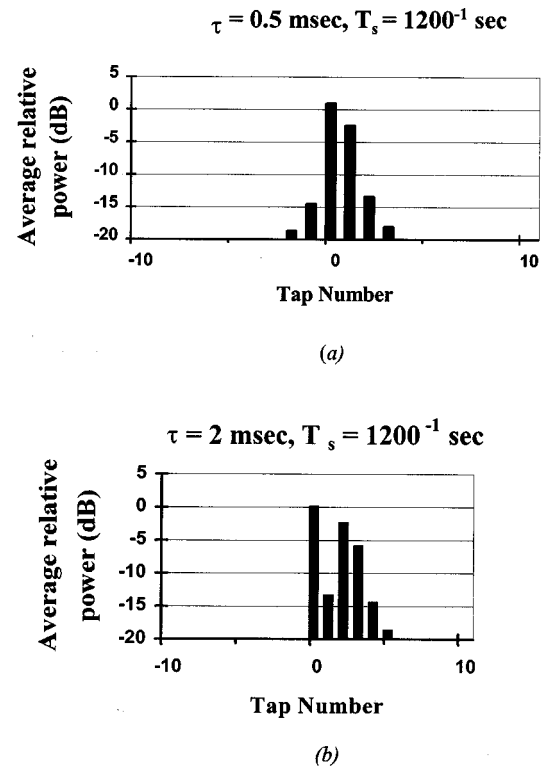 τ = 0.5 msec, Tₛ = 1200⁻¹ sec
Average relative
power (dB)
5
0
-5
-10
-15
-20
-10
0
10
Tap Number
(a)
τ = 2 msec, T ₛ = 1200 ⁻¹ sec
Average relative
power (dB)
5
0
-5
-10
-15
-20
-10
0
10
Tap Number
(b)